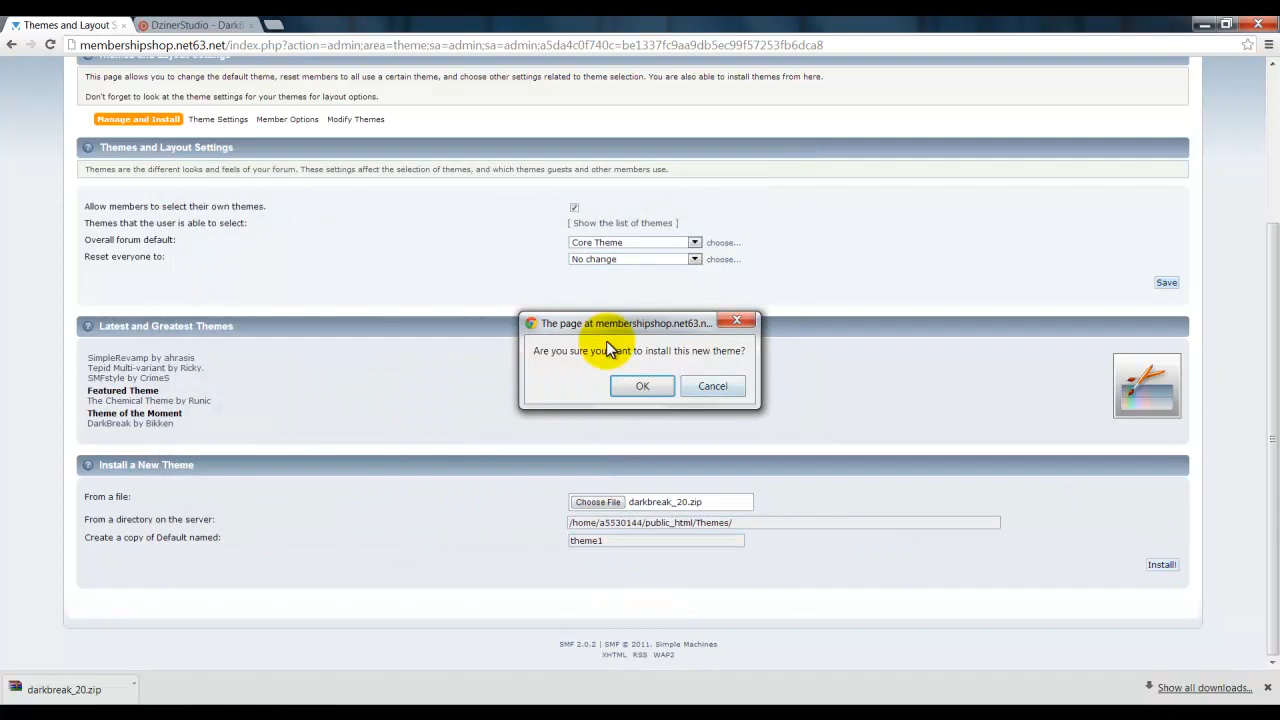 Themes and Layout S
DzinerStudio - DarkB
membershipshop.net63.net/index.php?action=admin;area=theme;sa=admin;sa=admin;a5da4c0f740c=be1337fc9aa9db5ec99f57253fb6dca8
Themes and Layout Settings
This page allows you to change the default theme, reset members to all use a certain theme, and choose other settings related to theme selection. You are also able to install themes from here.
Don't forget to look at the theme settings for your themes for layout options.
Manage and Install Theme Settings Member Options Modify Themes
Themes and Layout Settings
Themes are the different looks and feels of your forum. These settings affect the selection of themes, and which themes guests and other members use.
Allow members to select their own themes.
Themes that the user is able to select: [ Show the list of themes ]
Overall forum default: Core Theme choose...
Reset everyone to: No change choose...
Save
The page at membershipshop.net63.n...
Are you sure you want to install this new theme?
OK Cancel
Latest and Greatest Themes
SimpleRevamp by ahrasis
Tepid Multi-variant by Ricky.
SMFstyle by CrimeS
Featured Theme
The Chemical Theme by Runic
Theme of the Moment
DarkBreak by Bikken
Install a New Theme
From a file: Choose File darkbreak_20.zip
From a directory on the server: /home/a5530144/public_html/Themes/
Create a copy of Default named: theme1
Install!
SMF 2.0.2 | SMF © 2011, Simple Machines
XHTML RSS WAP2
darkbreak_20.zip
Show all downloads...